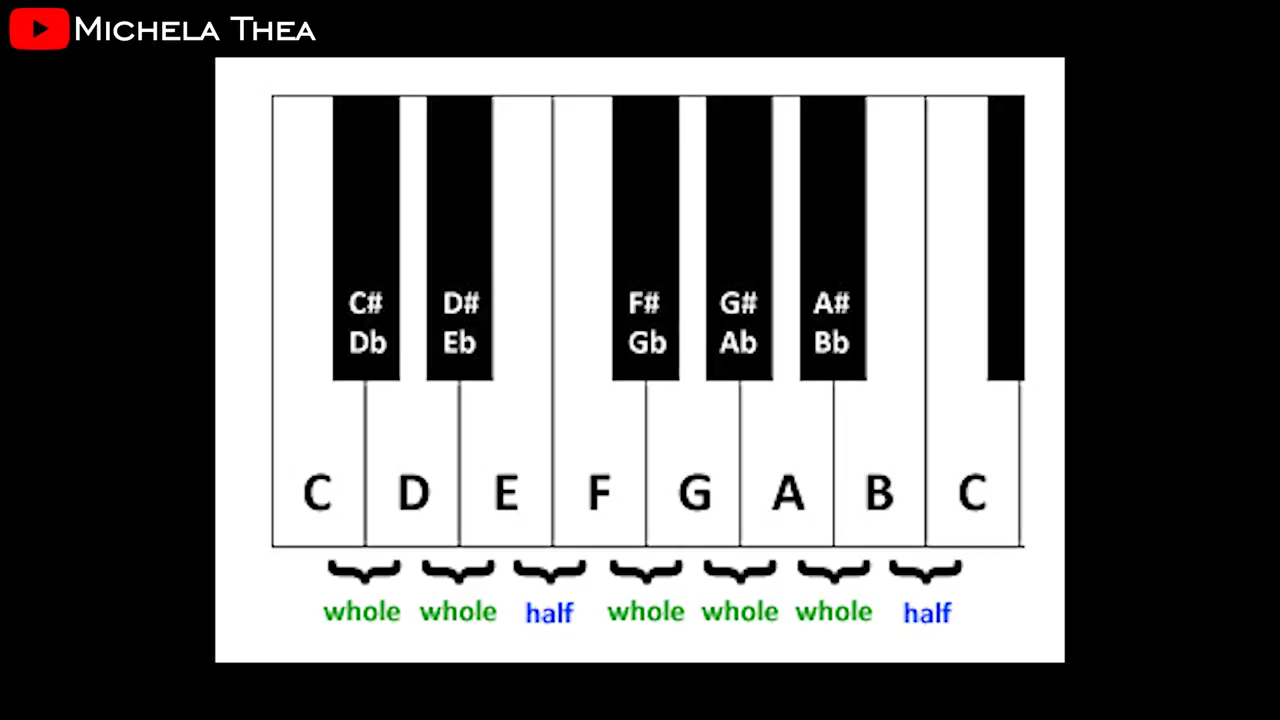 Michela Thea
C# D# F# G# A#
Db Eb Gb Ab Bb
C D E F G A B C
whole whole half whole whole whole half